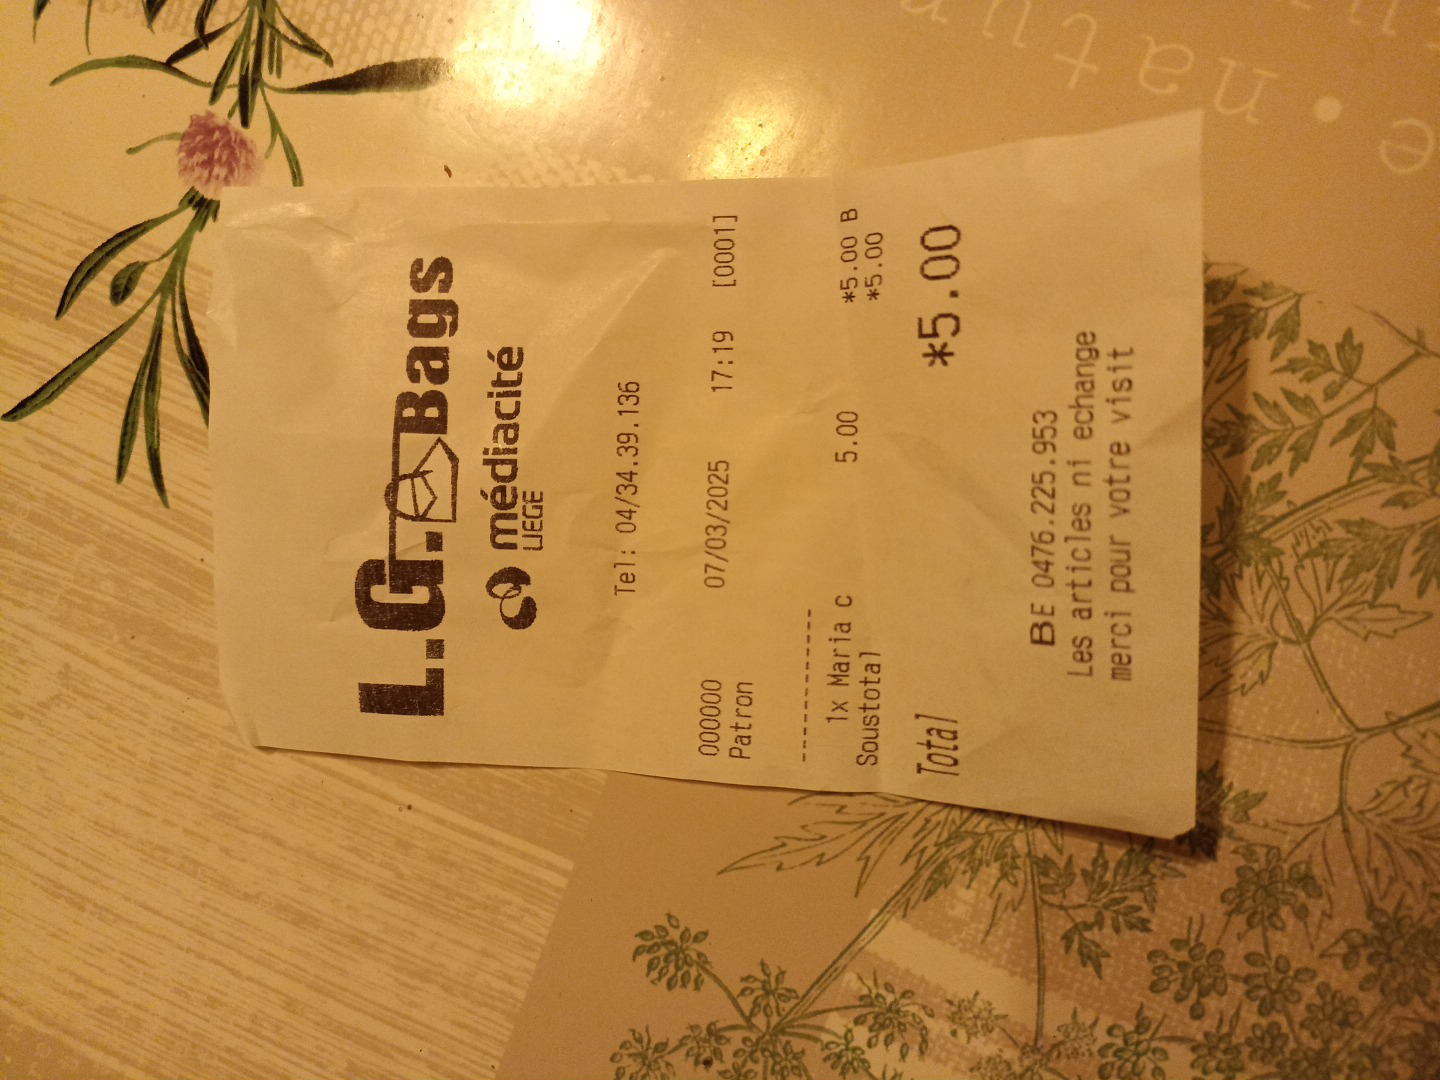 L.G. Bags
médiacité
LIEGE
Tel: 04/34.39.136
000000 07/03/2025 17:19 [0001]
Patron
--------------
1x Maria c 5.00 *5.00 B
Soustotal *5.00
Total *5.00
BE 0476.225.953
Les articles ni echange
merci pour votre visit
e • natur